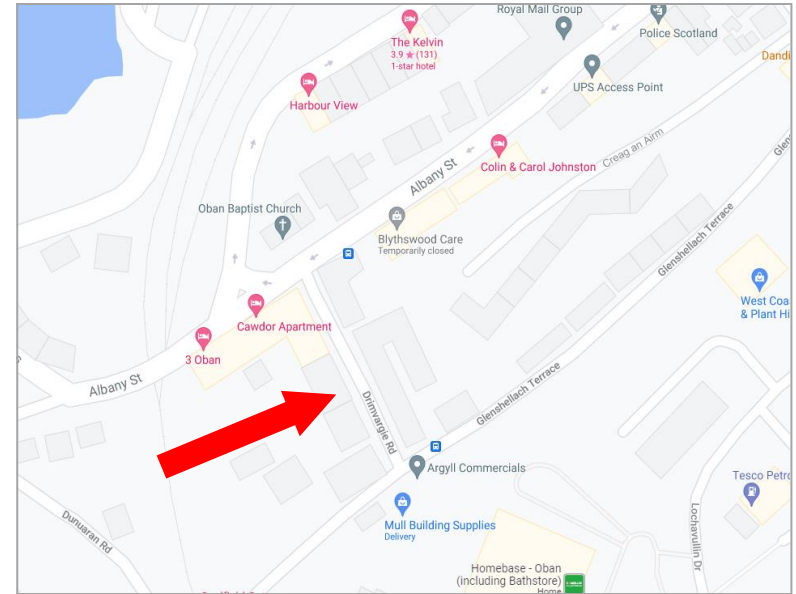 Royal Mail Group
Police Scotland
The Kelvin
3.9 ★ (131)
1-star hotel
Dandi
UPS Access Point
Harbour View
Creag an Airm
Glen
Colin & Carol Johnston
Albany St
Oban Baptist Church
Blythswood Care
Temporarily closed
Glenshellach Terrace
West Coa
& Plant Hi
Cawdor Apartment
3 Oban
Albany St
Drimvargie Rd
Glenshellach Terrace
Argyll Commercials
Tesco Petro
Mull Building Supplies
Delivery
Dunuaran Rd
Lochavullin Dr
Homebase - Oban
(including Bathstore)
Home